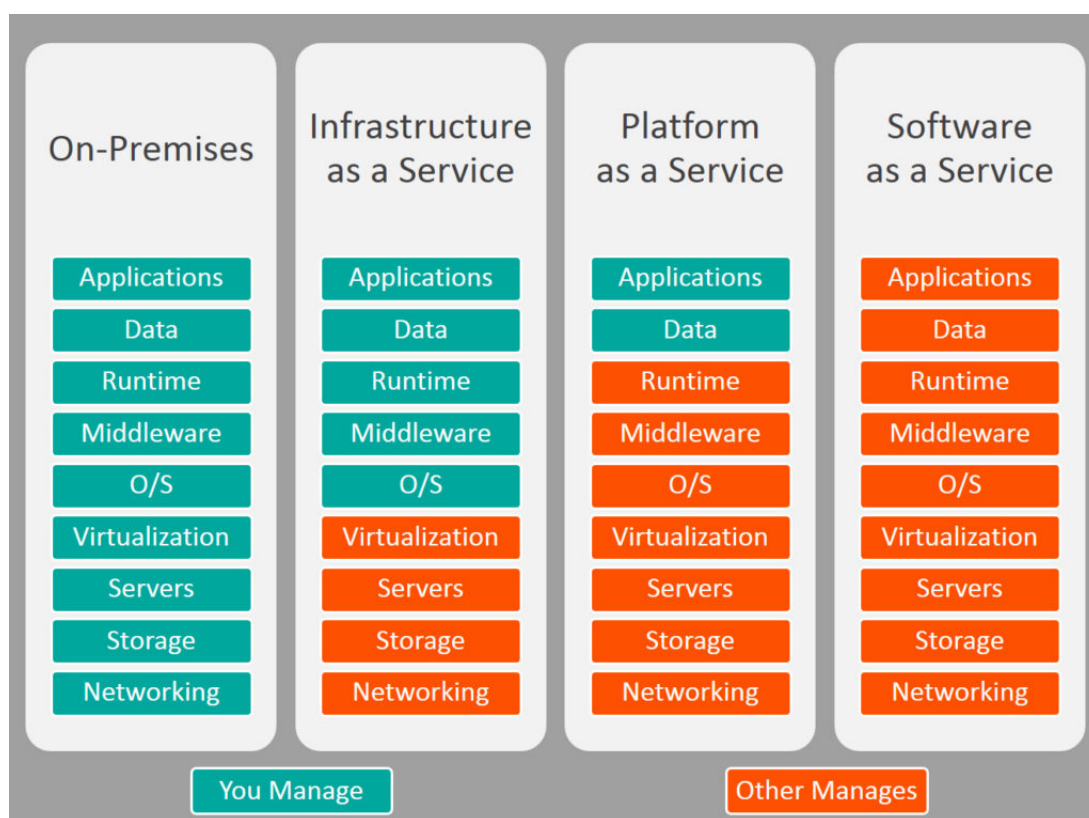 On-Premises
Applications
Data
Runtime
Middleware
O/S
Virtualization
Servers
Storage
Networking
Infrastructure
as a Service
Applications
Data
Runtime
Middleware
O/S
Virtualization
Servers
Storage
Networking
Platform
as a Service
Applications
Data
Runtime
Middleware
O/S
Virtualization
Servers
Storage
Networking
Software
as a Service
Applications
Data
Runtime
Middleware
O/S
Virtualization
Servers
Storage
Networking
You Manage
Other Manages